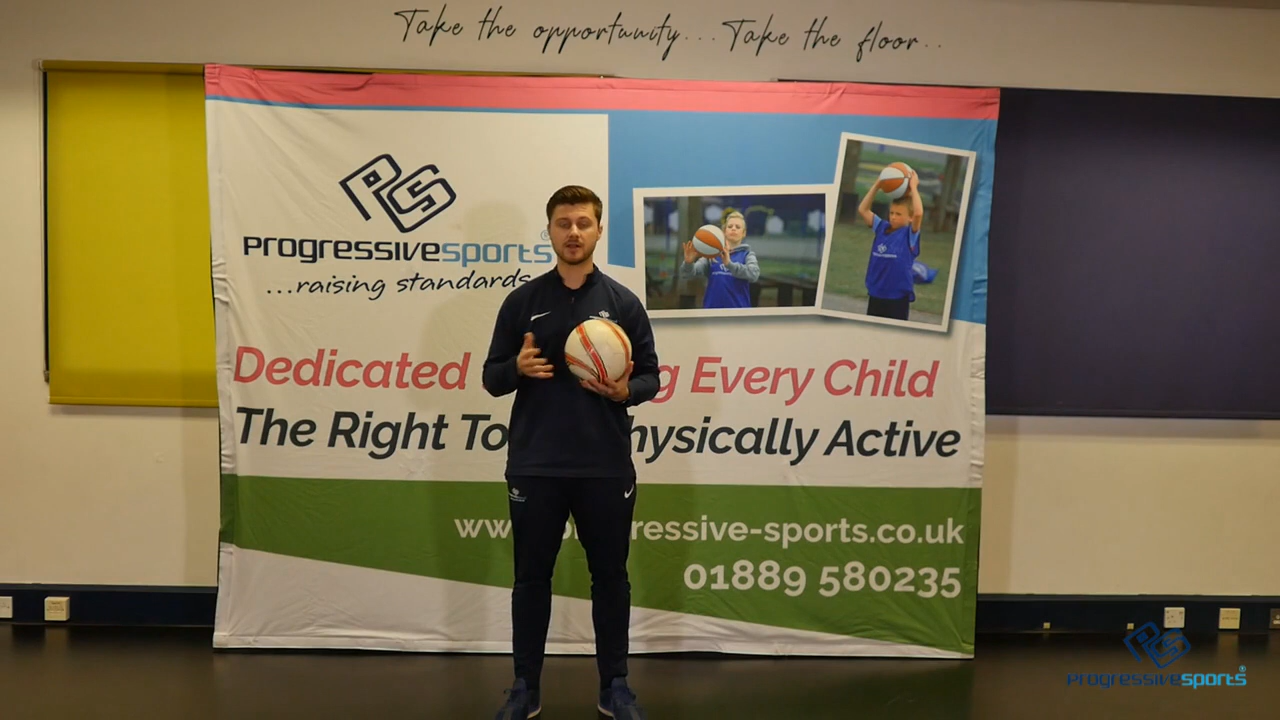 Take the opportunity...Take the floor..
PCS
PROGRESSIVESPORTS®
...raising standards
Dedicated g Every Child
The Right To hysically Active
www. ressive-sports.co.uk
01889 580235
PROGRESSIVESPORTS®